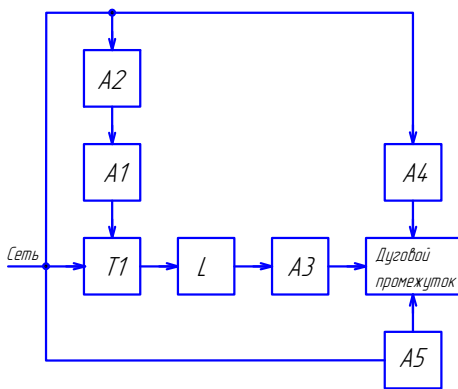 A2
A1
A4
Сеть
T1
L
A3
Дуговой
промежуток
A5